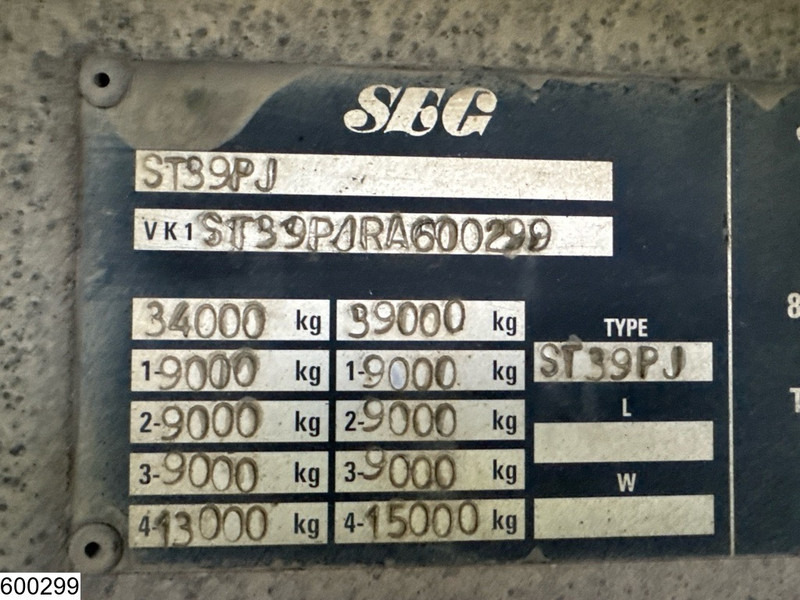 SEG
ST39PJ
VK1 ST39PJRA600299
34000 kg 39000 kg
1-9000 kg 1-9000 kg
2-9000 kg 2-9000 kg
3-9000 kg 3-9000 kg
4-13000 kg 4-15000 kg
TYPE
ST39PJ
L
W
8
T
600299